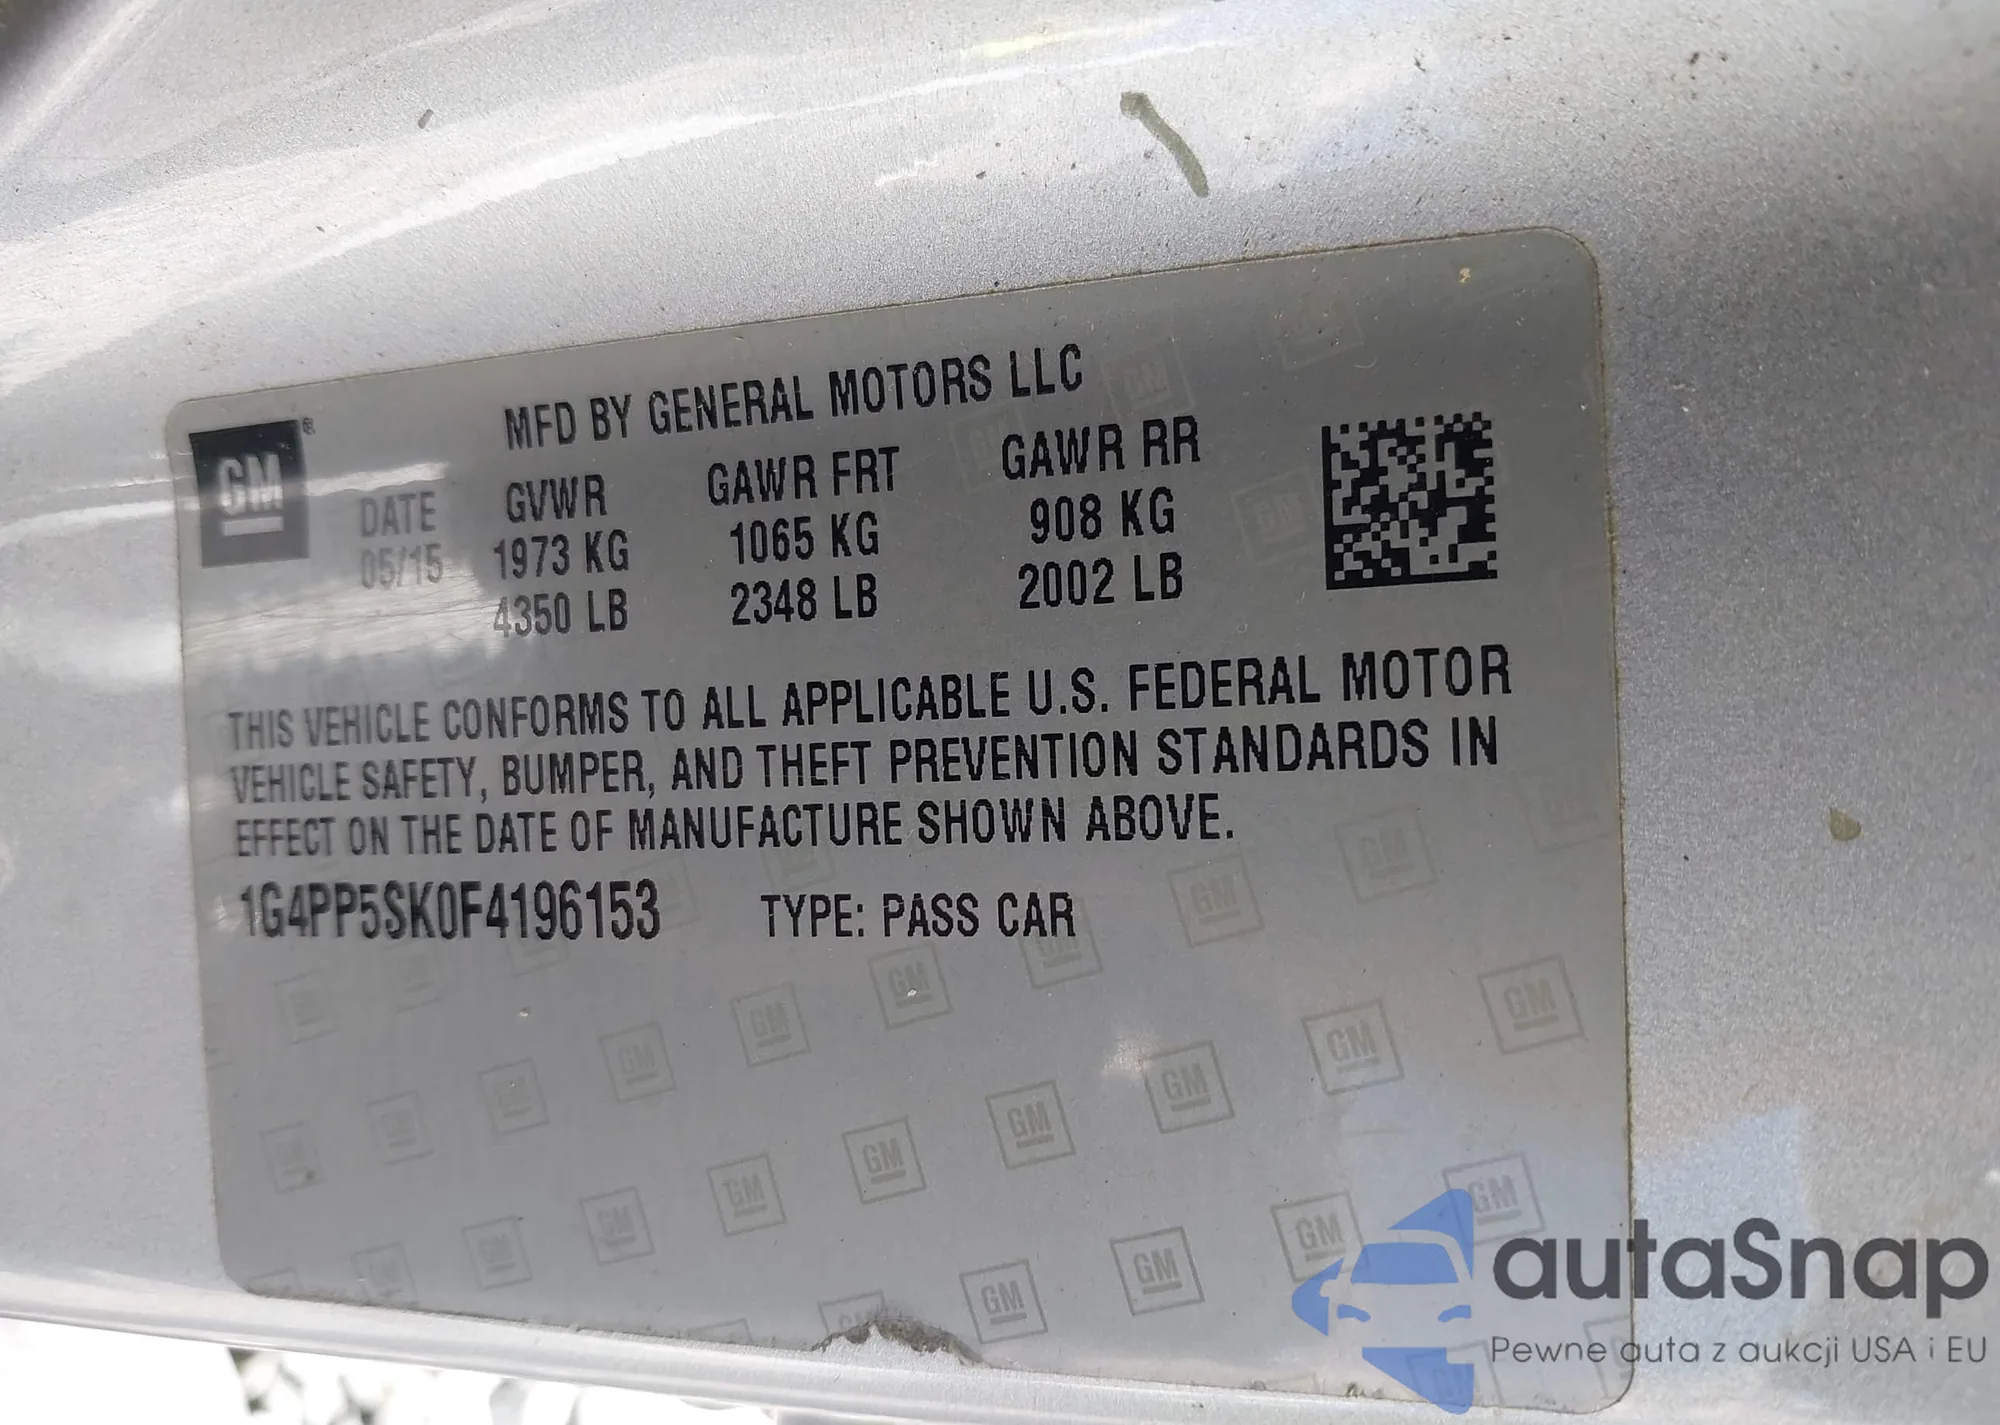 MFD BY GENERAL MOTORS LLC
GM®
DATE GVWR GAWR FRT GAWR RR
05/15 1973 KG 1065 KG 908 KG
4350 LB 2348 LB 2002 LB
THIS VEHICLE CONFORMS TO ALL APPLICABLE U.S. FEDERAL MOTOR
VEHICLE SAFETY, BUMPER, AND THEFT PREVENTION STANDARDS IN
EFFECT ON THE DATE OF MANUFACTURE SHOWN ABOVE.
1G4PP5SK0F4196153 TYPE: PASS CAR
autaSnap
Pewne auta z aukcji USA i EU